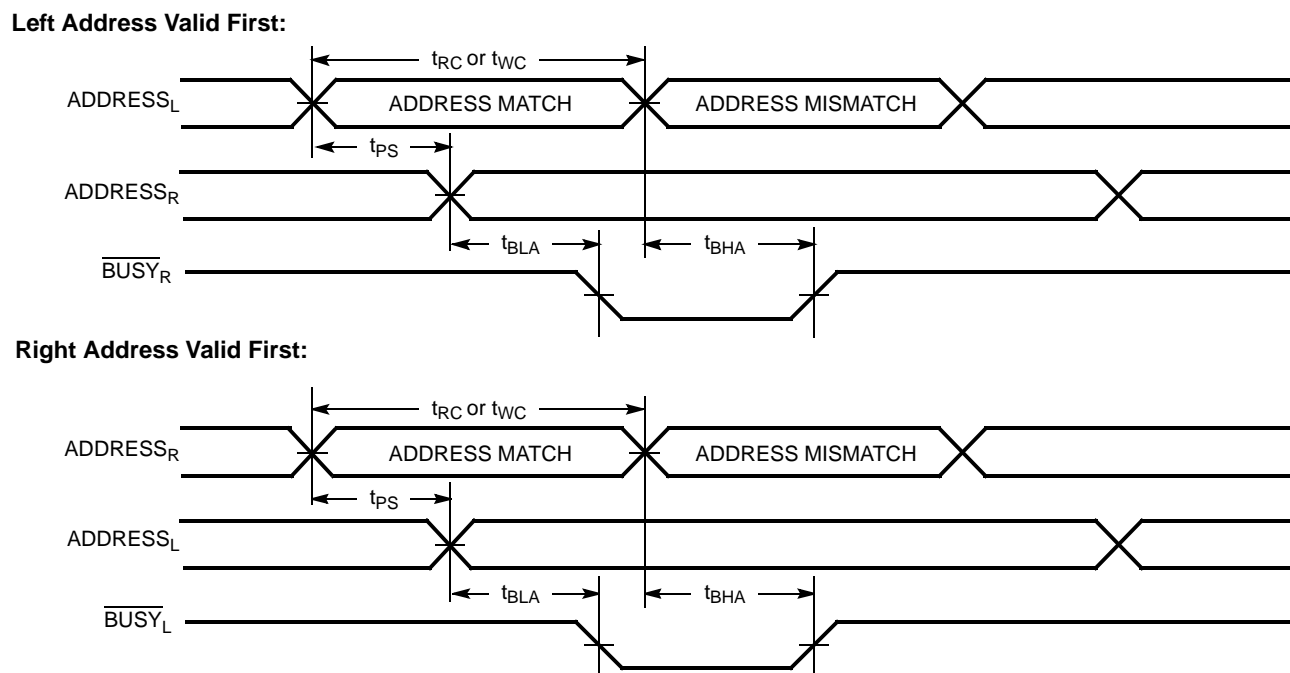 Left Address Valid First:
tRC or tWC
ADDRESSL
ADDRESS MATCH
ADDRESS MISMATCH
tPS
ADDRESSR
tBLA
tBHA
BUSYR
Right Address Valid First:
tRC or tWC
ADDRESSR
ADDRESS MATCH
ADDRESS MISMATCH
tPS
ADDRESSL
tBLA
tBHA
BUSYL